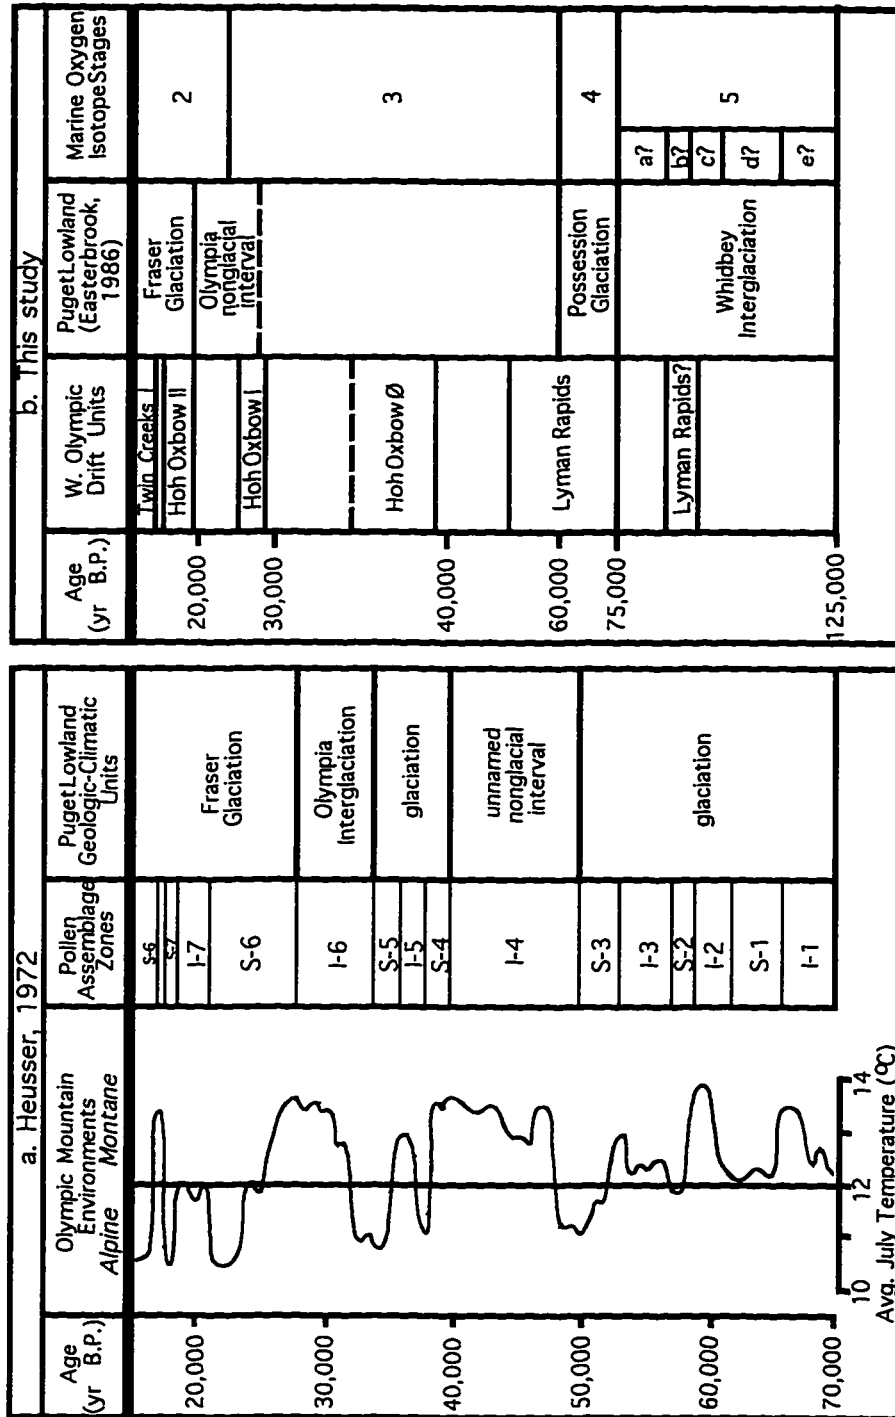 a. Heusser, 1972
Age
(yr B.P.)
Olympic Mountain
Environments
Alpine Montane
Pollen
Assemblage
Zones
Puget Lowland
Geologic-Climatic
Units
20,000
30,000
40,000
50,000
60,000
70,000
10
12
14
Avg. July Temperature (ºC)
S-6
S-7
I-7
S-6
I-6
S-5
I-5
S-4
I-4
S-3
I-3
S-2
I-2
S-1
I-1
Fraser
Glaciation
Olympia
Interglaciation
glaciation
unnamed
nonglacial
interval
glaciation
b. This study
Age
(yr B.P.)
W. Olympic
Drift Units
Puget Lowland
(Easterbrook,
1986)
Marine Oxygen
Isotope Stages
20,000
30,000
40,000
60,000
75,000
125,000
Twin Creeks I
Hoh Oxbow II
Hoh Oxbow I
Hoh Oxbow Ø
Lyman Rapids
Lyman Rapids?
Fraser
Glaciation
Olympia
nonglacial
interval
Possession
Glaciation
Whidbey
Interglaciation
2
3
4
5
a?
b?
c?
d?
e?